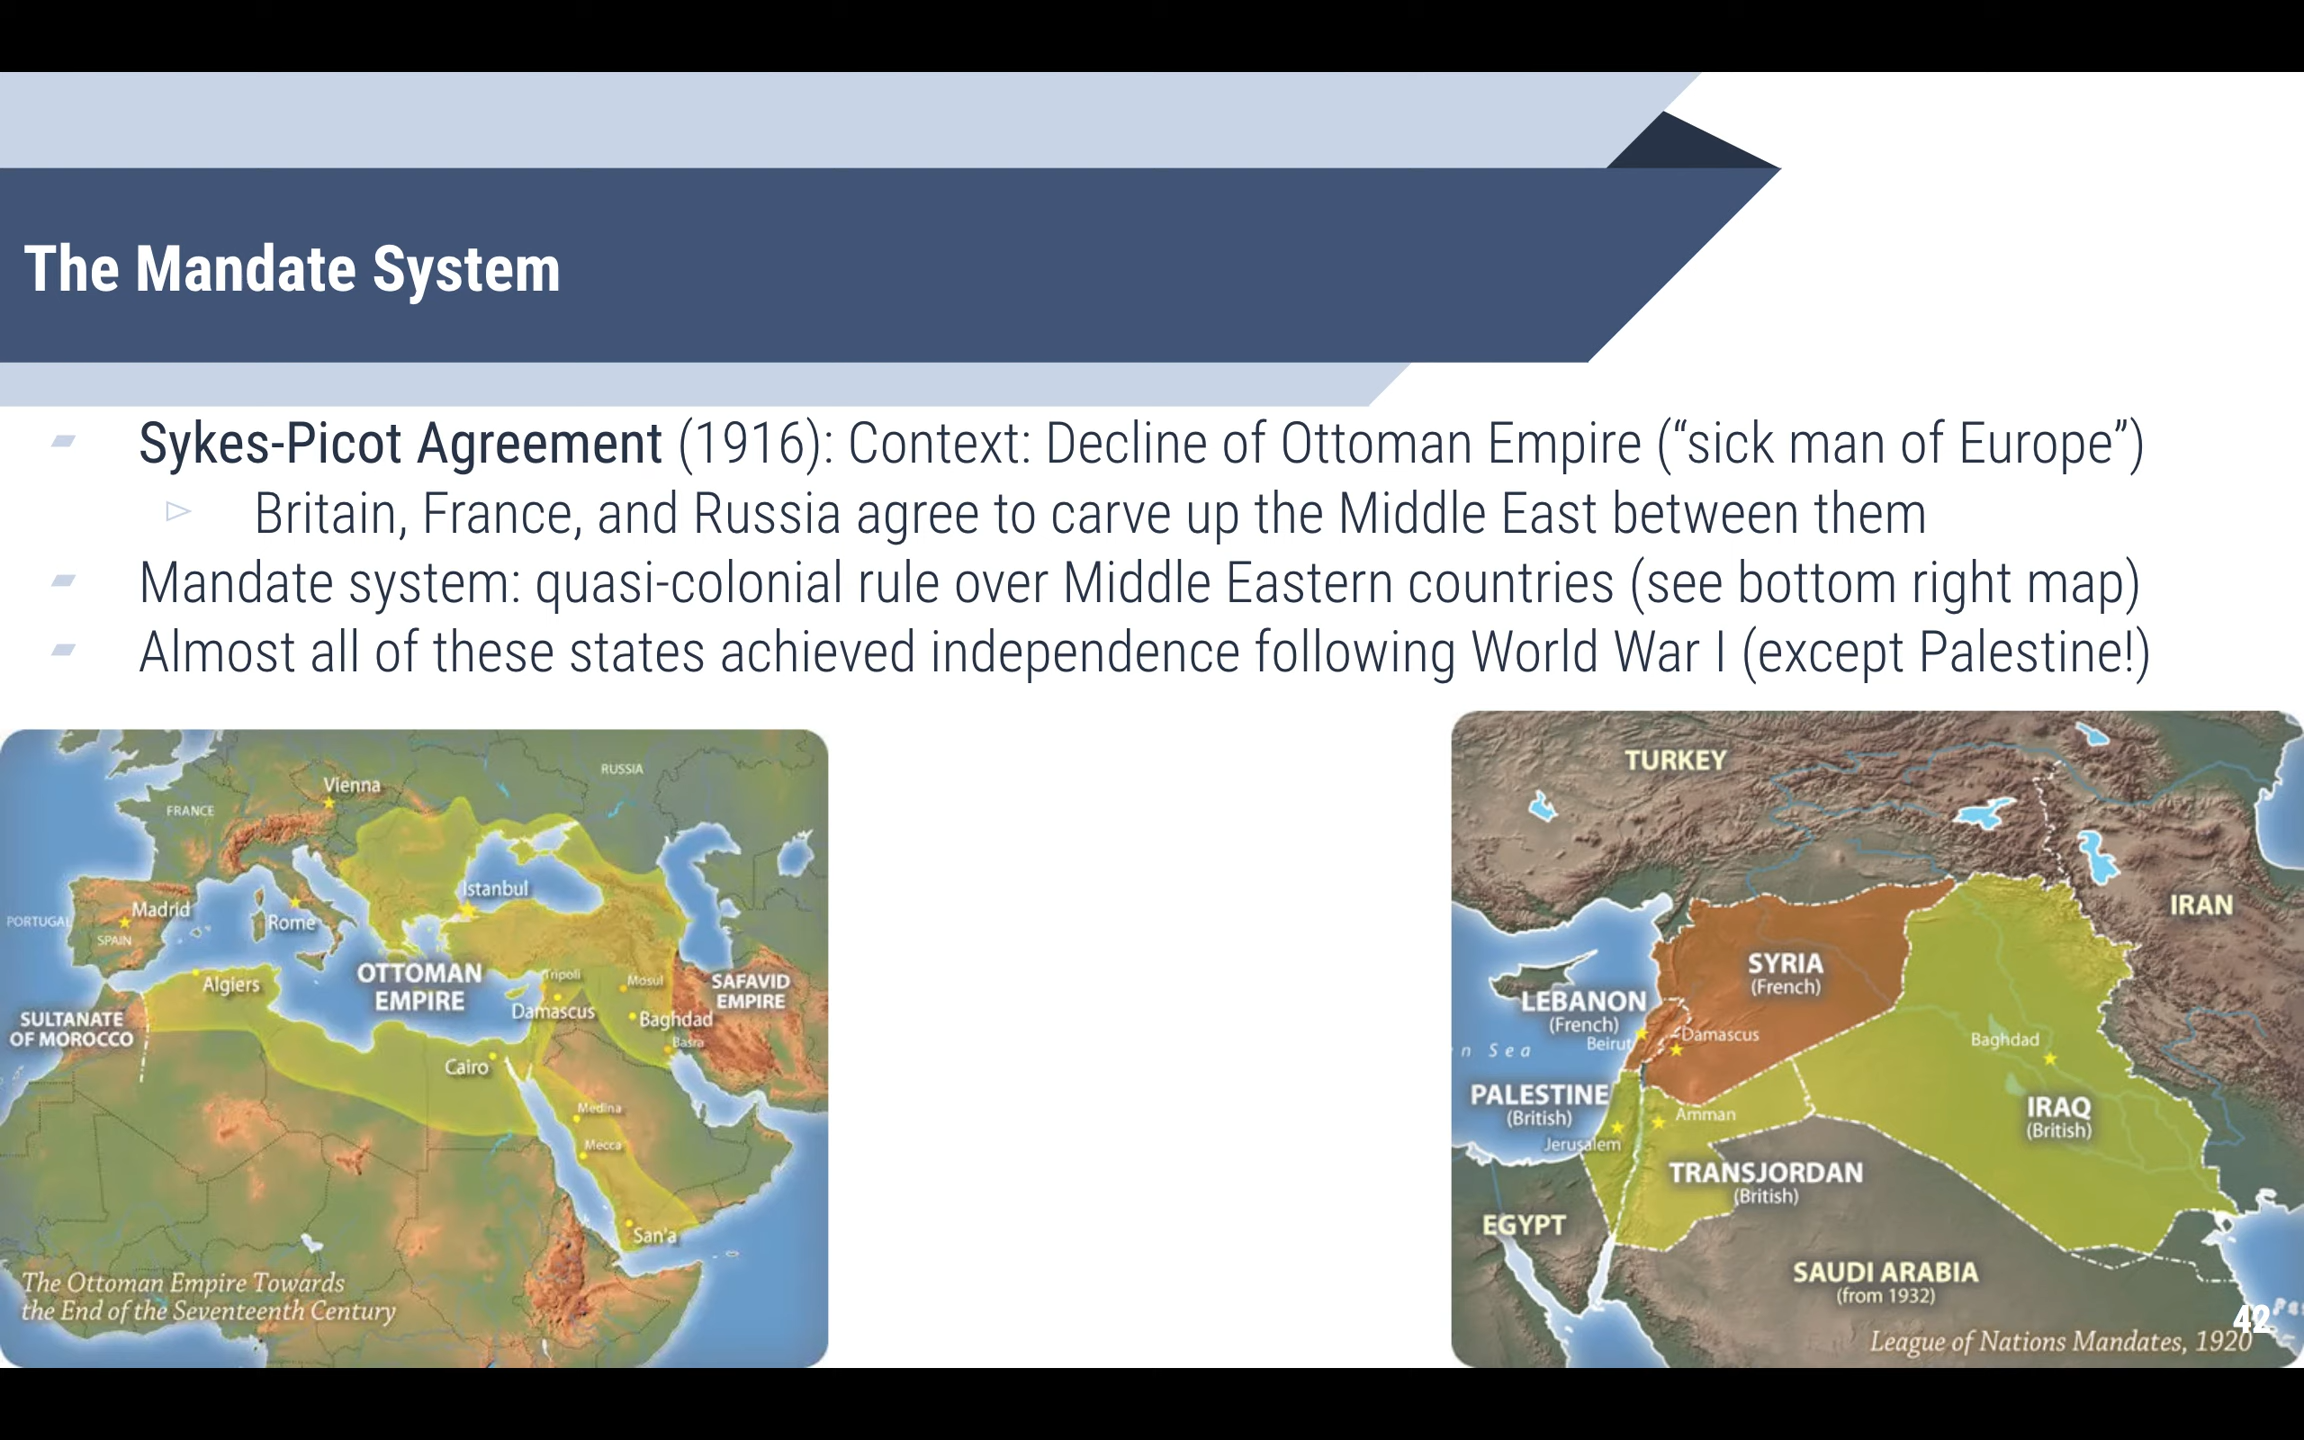 The Mandate System
Sykes-Picot Agreement (1916): Context: Decline of Ottoman Empire (“sick man of Europe”)
Britain, France, and Russia agree to carve up the Middle East between them
Mandate system: quasi-colonial rule over Middle Eastern countries (see bottom right map)
Almost all of these states achieved independence following World War I (except Palestine!)
RUSSIA
Vienna
FRANCE
Istanbul
PORTUGAL
Madrid
SPAIN
Rome
Algiers
OTTOMAN
EMPIRE
Tripoli
Mosul
SAFAVID
EMPIRE
Damascus
SULTANATE
OF MOROCCO
Baghdad
Basra
Cairo
Medina
Mecca
San'a
The Ottoman Empire Towards
the End of the Seventeenth Century
TURKEY
IRAN
SYRIA
(French)
LEBANON
(French)
Beirut
Damascus
n Sea
Baghdad
PALESTINE
(British)
Jerusalem
Amman
IRAQ
(British)
TRANSJORDAN
(British)
EGYPT
SAUDI ARABIA
(from 1932)
42
League of Nations Mandates, 1920